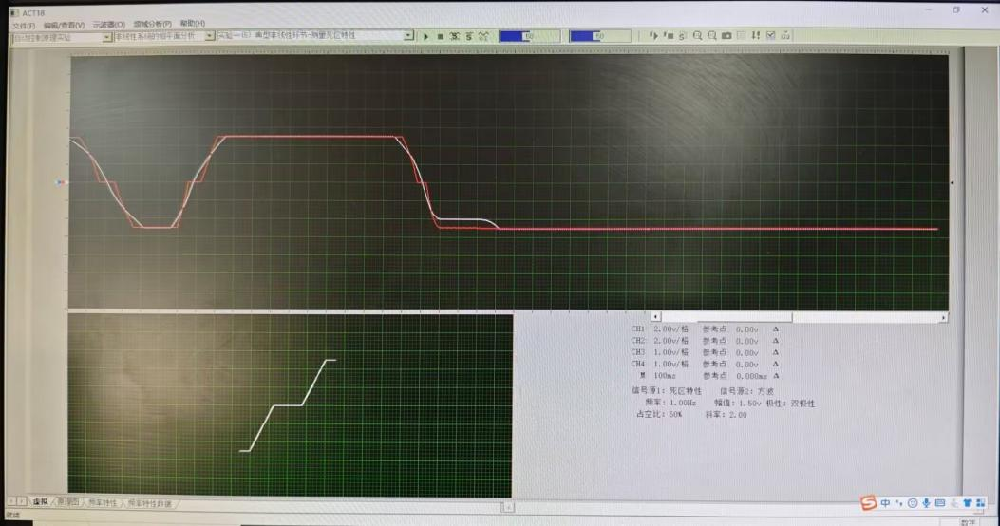 ACT18
文件(F) 编辑/查看(V) 示波器(O) 频域分析(P) 帮助(H)
自动控制原理实验 非线性系统的相平面分析 实验一(5) 典型非线性环节-测量死区特性
50 50
CH1 2.00v/格 参考点 0.00v Δ
CH2: 2.00v/格 参考点 0.00v Δ
CH3 1.00v/格 参考点 0.00v Δ
CH4 1.00v/格 参考点 0.00v Δ
M 100ms 参考点 0.000ms Δ
信号源1: 死区特性 信号源2: 方波
频率: 1.00Hz 幅值: 1.50v 极性: 双极性
占空比: 50% 斜率: 2.00
虚拟 原理图 频率特性 频率特性数据
中
就绪 数字